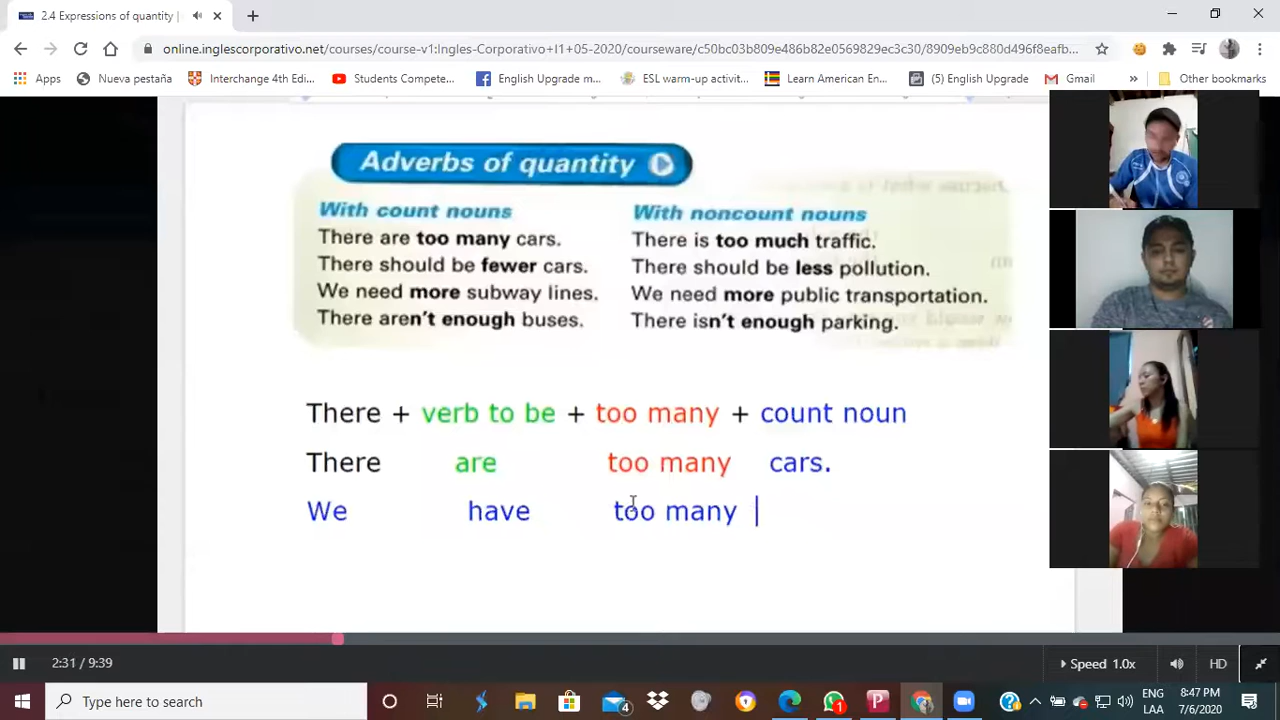 2.4 Expressions of quantity |
online.inglescorporativo.net/courses/course-v1:Ingles-Corporativo+I1+05-2020/courseware/c50bc03b809e486b82e0569829ec3c30/8909eb9c880d496f8eafb...
Apps Nueva pestaña Interchange 4th Edi... Students Compete... English Upgrade m... ESL warm-up activit... Learn American En... (5) English Upgrade Gmail » Other bookmarks
Adverbs of quantity
With count nouns
There are too many cars.
There should be fewer cars.
We need more subway lines.
There aren't enough buses.
With noncount nouns
There is too much traffic.
There should be less pollution.
We need more public transportation.
There isn't enough parking.
There + verb to be + too many + count noun
There are too many cars.
We have too many
2:31 / 9:39
Speed 1.0x HD
Type here to search
4
1
ENG
LAA
8:47 PM
7/6/2020